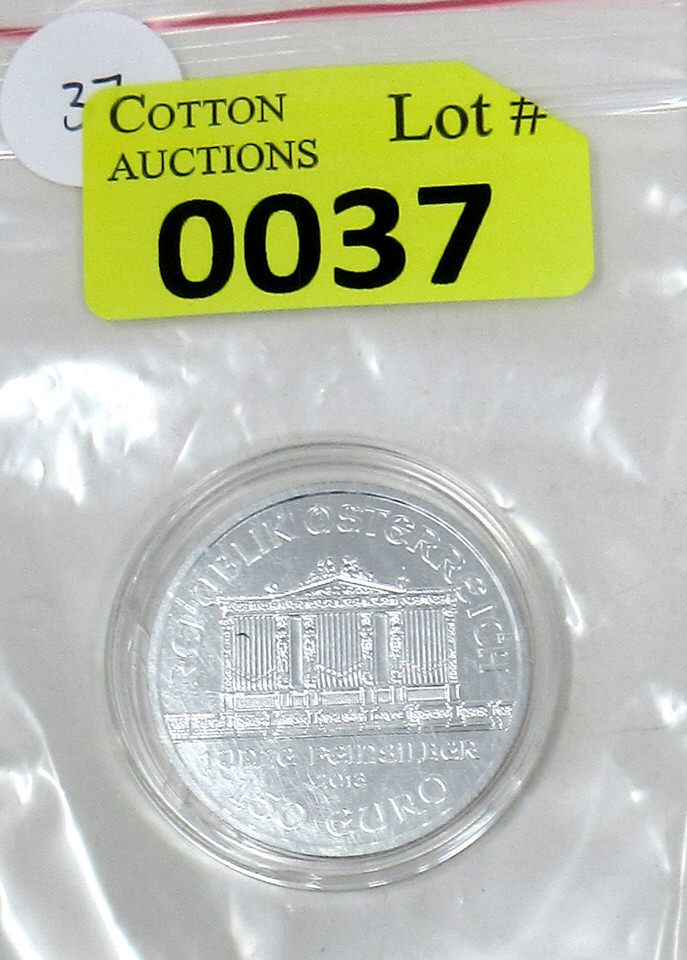 37
COTTON
AUCTIONS
Lot #
0037
REPUBLIK ÖSTERREICH
1 UNZE FEINSILBER
2013
1.50 EURO